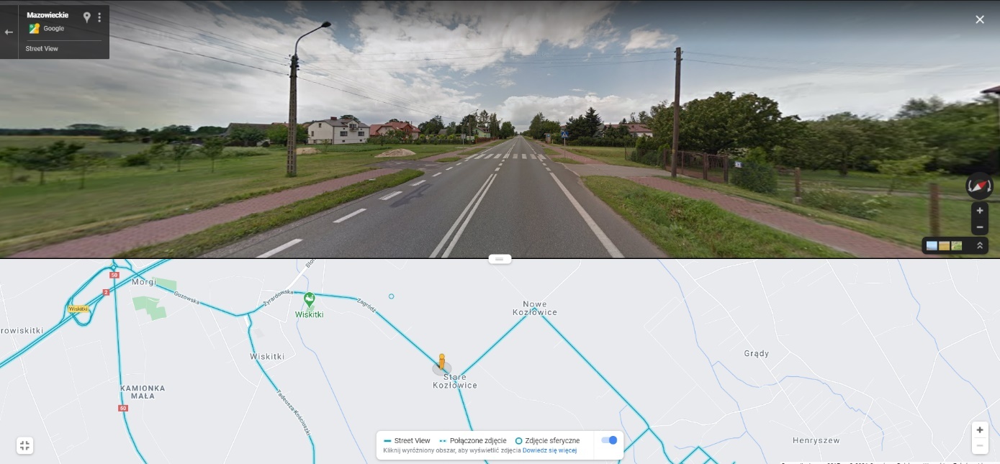 Mazowieckie
Google
Street View
50
Morgi
2
Guzowska
Żyrardowska
Wiskitki
Zagródź
Wiskitki
Nowe
Kozłowice
rowiskitki
Wiskitki
Grądy
Stare
Kozłowice
KAMIONKA
MAŁA
Tadeusza Kościuszki
50
Henryszew
Street View
Połączone zdjęcie
Zdjęcie sferyczne
Kliknij wyróżniony obszar, aby wyświetlić zdjęcia Dowiedz się więcej